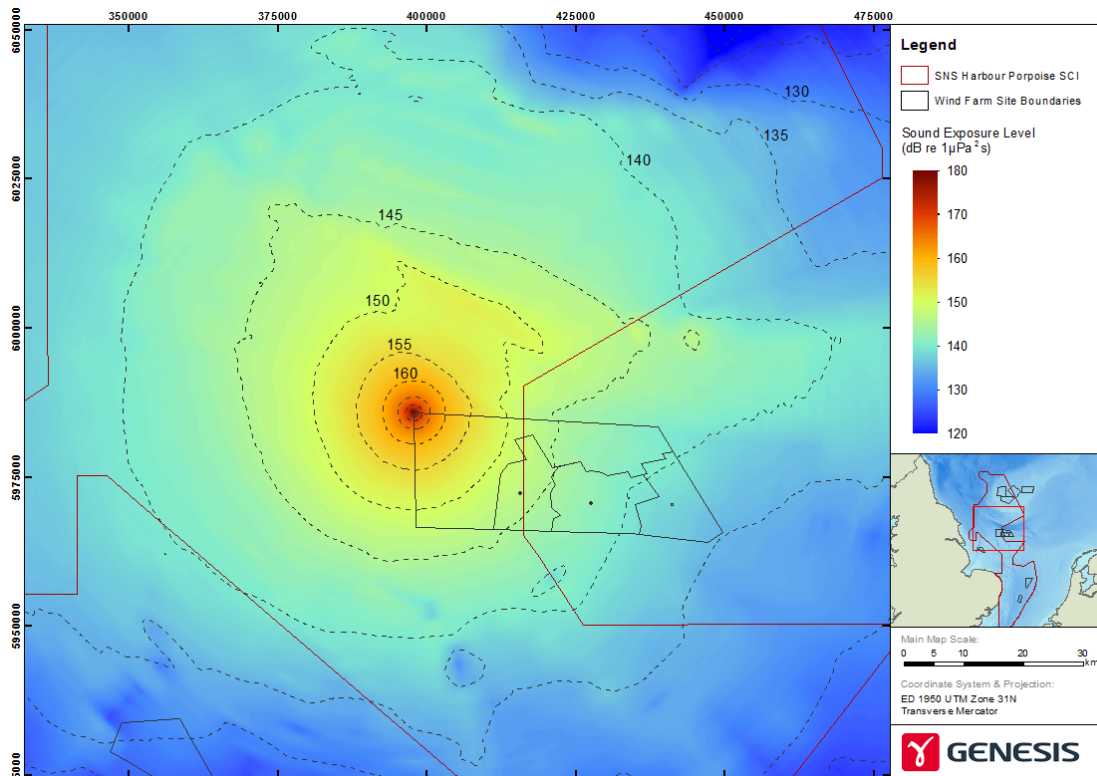 350000 375000 400000 425000 450000 475000
6050000
6025000
6000000
5975000
5950000
130
135
140
145
150
155
160
Legend
SNS Harbour Porpoise SCI
Wind Farm Site Boundaries
Sound Exposure Level
(dB re 1µPa²s)
180
170
160
150
140
130
120
Main Map Scale:
0 5 10 20 30
km
Coordinate System & Projection:
ED 1950 UTM Zone 31N
Transverse Mercator
GENESIS